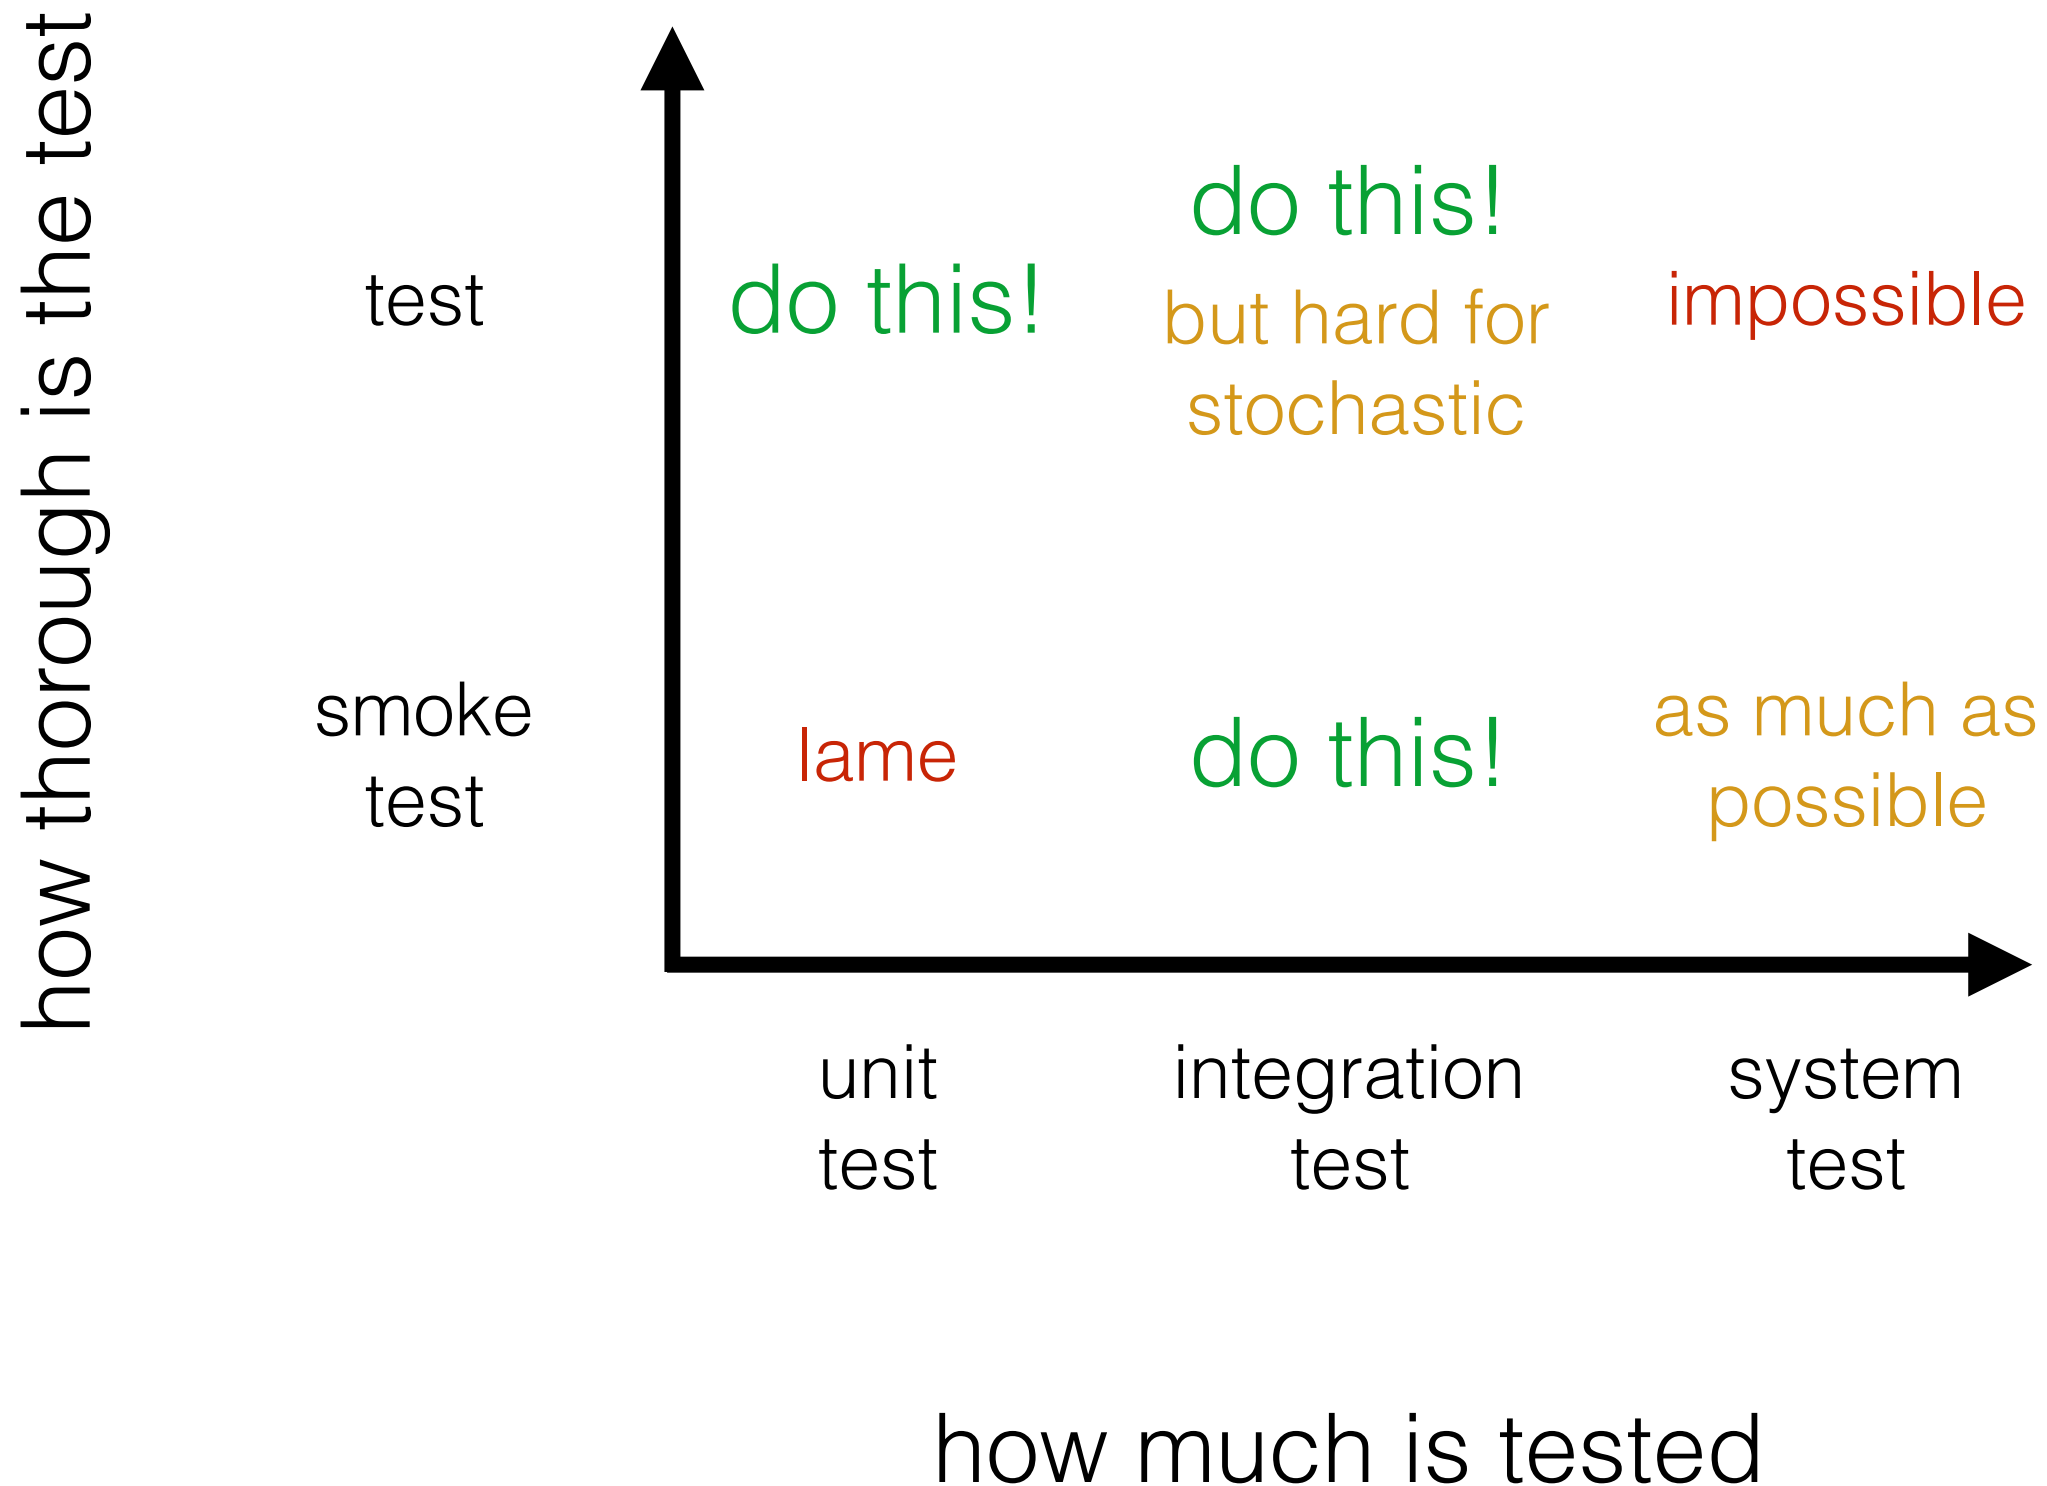 how thorough is the test
test
do this!
do this!
but hard for
stochastic
impossible
smoke
test
lame
do this!
as much as
possible
unit
test
integration
test
system
test
how much is tested